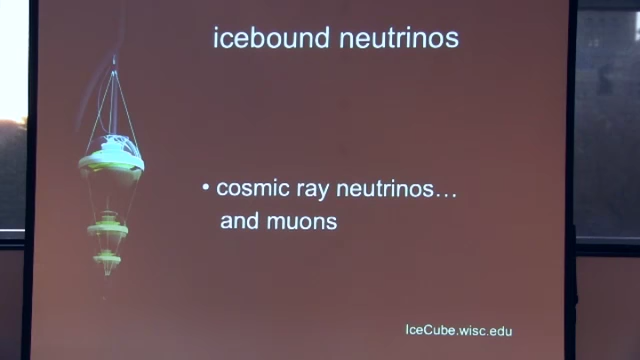 icebound neutrinos
• cosmic ray neutrinos…
and muons
IceCube.wisc.edu